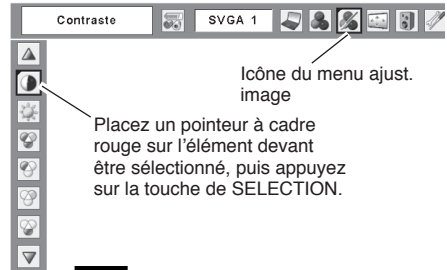 Contraste
SVGA 1
Icône du menu ajust.
image
Placez un pointeur à cadre
rouge sur l'élément devant
être sélectionné, puis appuyez
sur la touche de SELECTION.